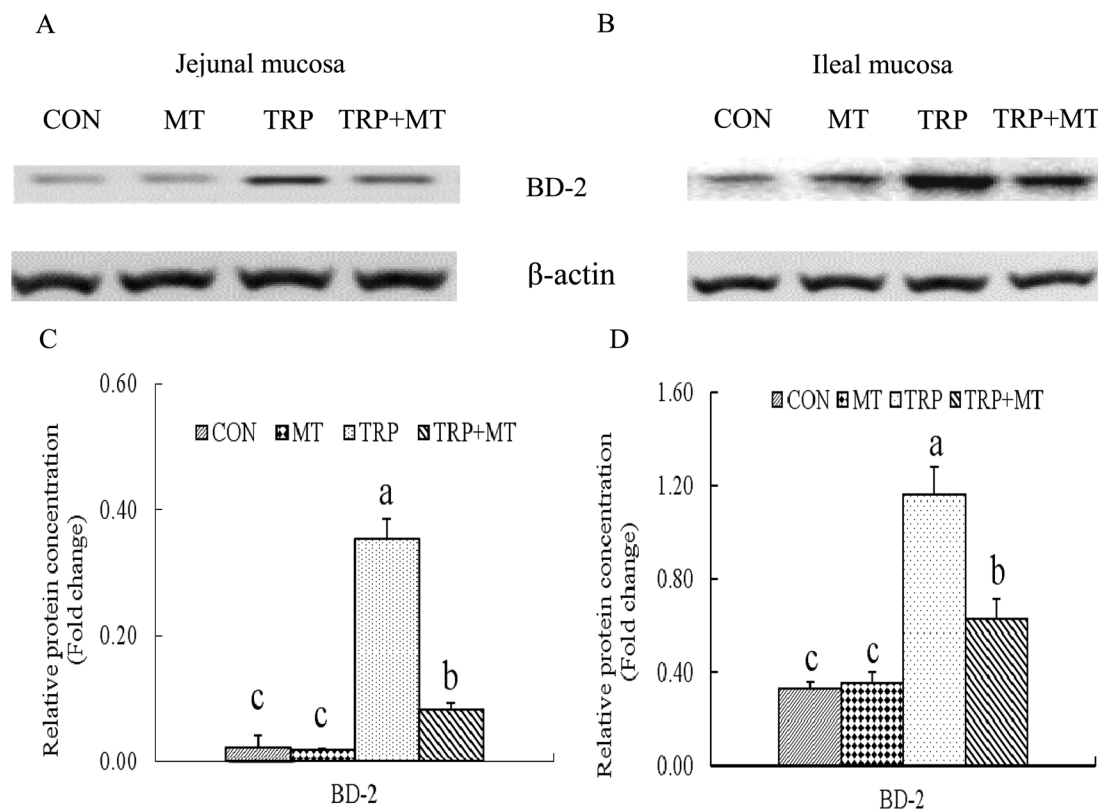 A
Jejunal mucosa
CON MT TRP TRP+MT
B
Ileal mucosa
CON MT TRP TRP+MT
BD-2
β-actin
C
Relative protein concentration
(Fold change)
0.60
0.40
0.20
0.00
CON MT TRP TRP+MT
c
c
a
b
BD-2
D
Relative protein concentration
(Fold change)
1.60
1.20
0.80
0.40
0.00
CON MT TRP TRP+MT
c
c
a
b
BD-2